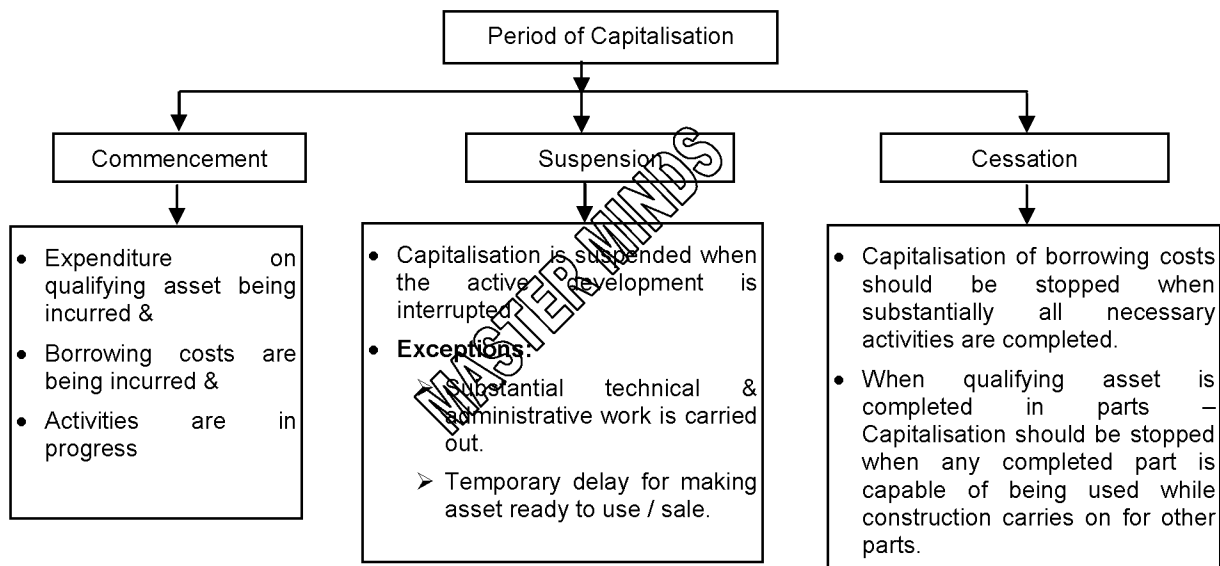 Period of Capitalisation
Commencement
Suspension
Cessation
• Expenditure on
qualifying asset being
incurred &
• Borrowing costs are
being incurred &
• Activities are in
progress
• Capitalisation is suspended when
the active development is
interrupted
• Exceptions:
➢ Substantial technical &
administrative work is carried
out.
➢ Temporary delay for making
asset ready to use / sale.
• Capitalisation of borrowing costs
should be stopped when
substantially all necessary
activities are completed.
• When qualifying asset is
completed in parts –
Capitalisation should be stopped
when any completed part is
capable of being used while
construction carries on for other
parts.
MASTER MINDS